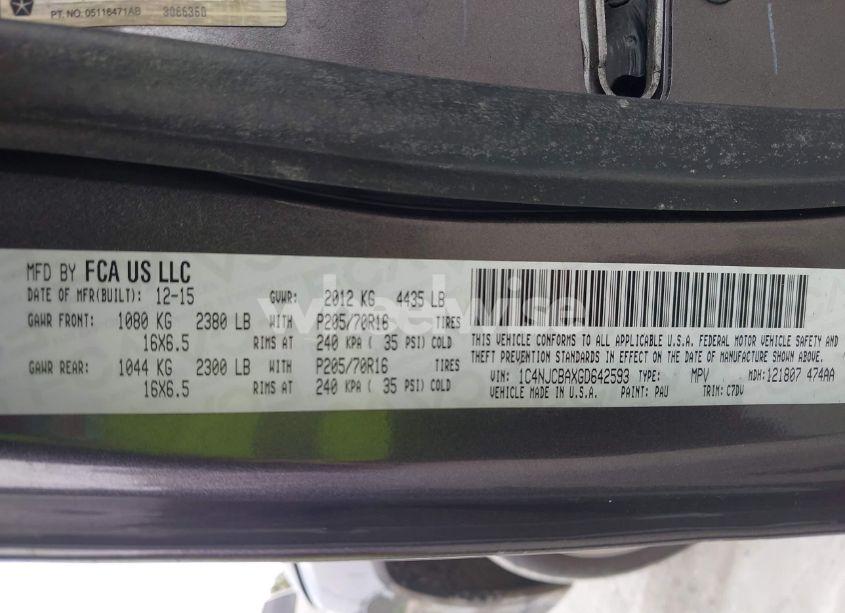 PT. NO. 05116471AB 3066360
MFD BY FCA US LLC
DATE OF MFR(BUILT): 12-15 GVWR: 2012 KG 4435 LB
GAWR FRONT: 1080 KG 2380 LB WITH P205/70R16 TIRES
16X6.5 RIMS AT 240 KPA ( 35 PSI) COLD
GAWR REAR: 1044 KG 2300 LB WITH P205/70R16 TIRES
16X6.5 RIMS AT 240 KPA ( 35 PSI) COLD
THIS VEHICLE CONFORMS TO ALL APPLICABLE U.S.A. FEDERAL MOTOR VEHICLE SAFETY AND
THEFT PREVENTION STANDARDS IN EFFECT ON THE DATE OF MANUFACTURE SHOWN ABOVE.
VIN: 1C4NJCBAXGD642593 TYPE: MPV MDH: 121807 474AA
VEHICLE MADE IN U.S.A. PAINT: PAU TRIM: C7DV
wheelwise